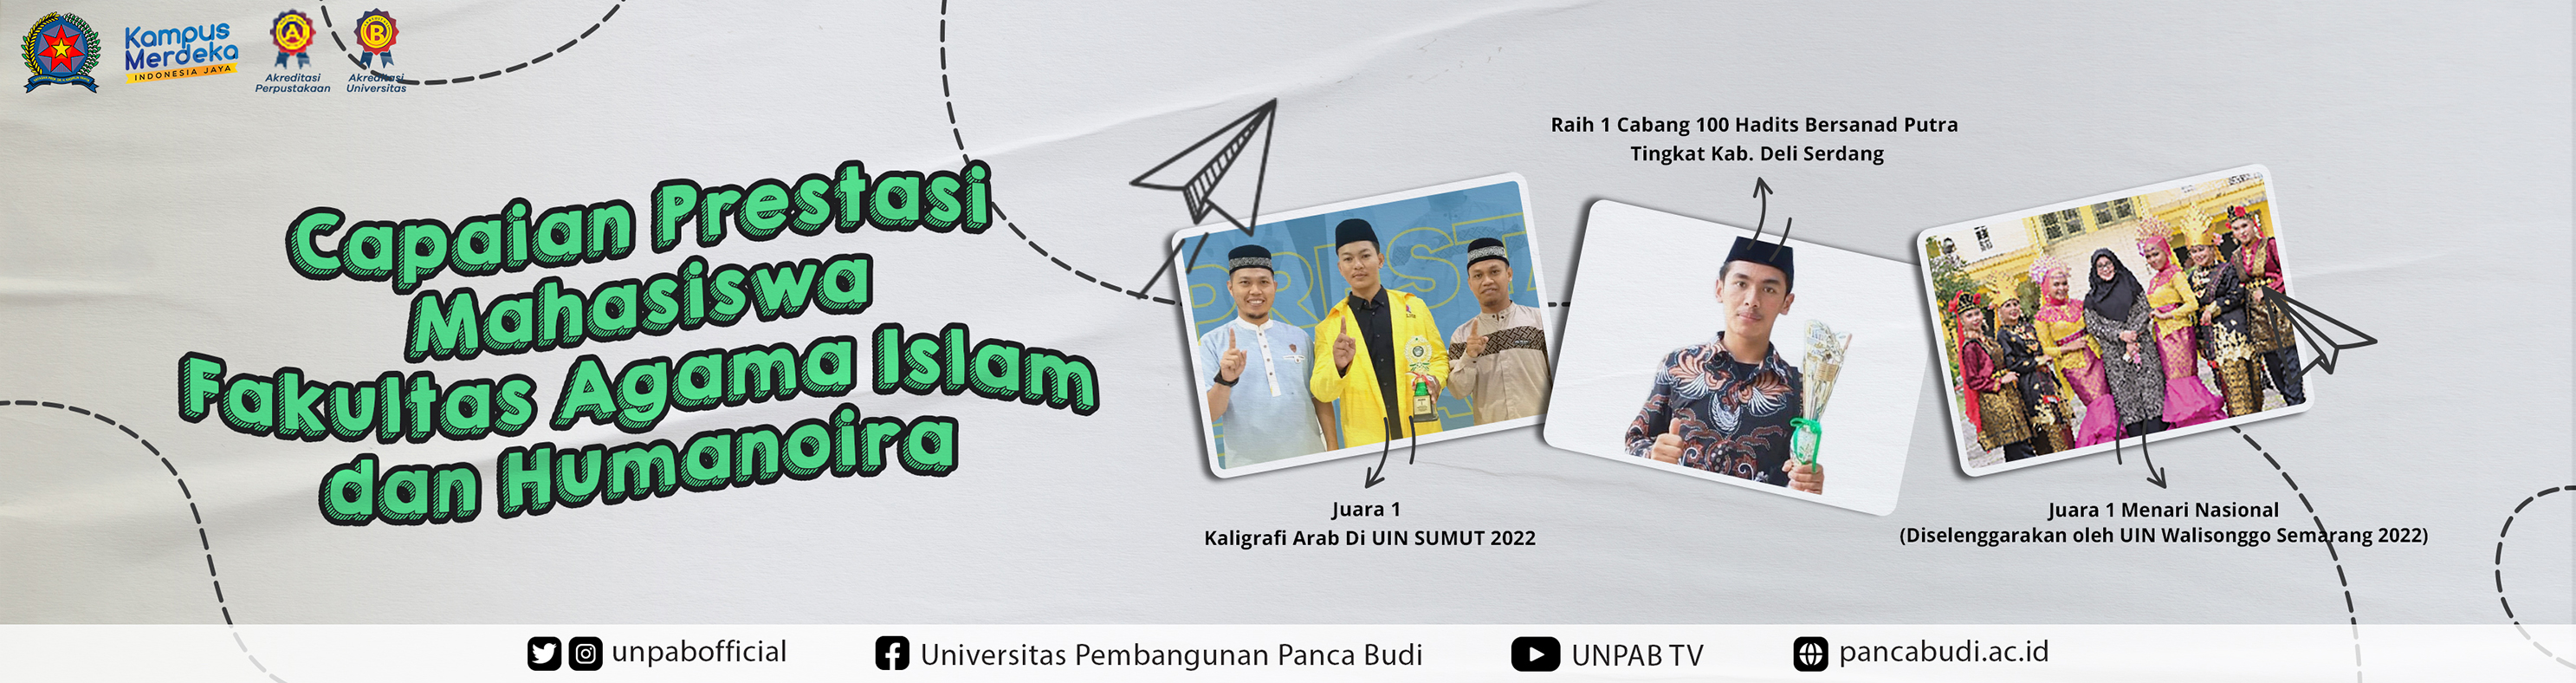 Kampus
Merdeka
INDONESIA JAYA
A
Akreditasi
Perpustakaan
B
Akreditasi
Universitas
Capaian Prestasi
Mahasiswa
Fakultas Agama Islam
dan Humanoira
Raih 1 Cabang 100 Hadits Bersanad Putra
Tingkat Kab. Deli Serdang
Juara 1
Kaligrafi Arab Di UIN SUMUT 2022
Juara 1 Menari Nasional
(Diselenggarakan oleh UIN Walisonggo Semarang 2022)
unpabofficial
Universitas Pembangunan Panca Budi
UNPAB TV
pancabudi.ac.id